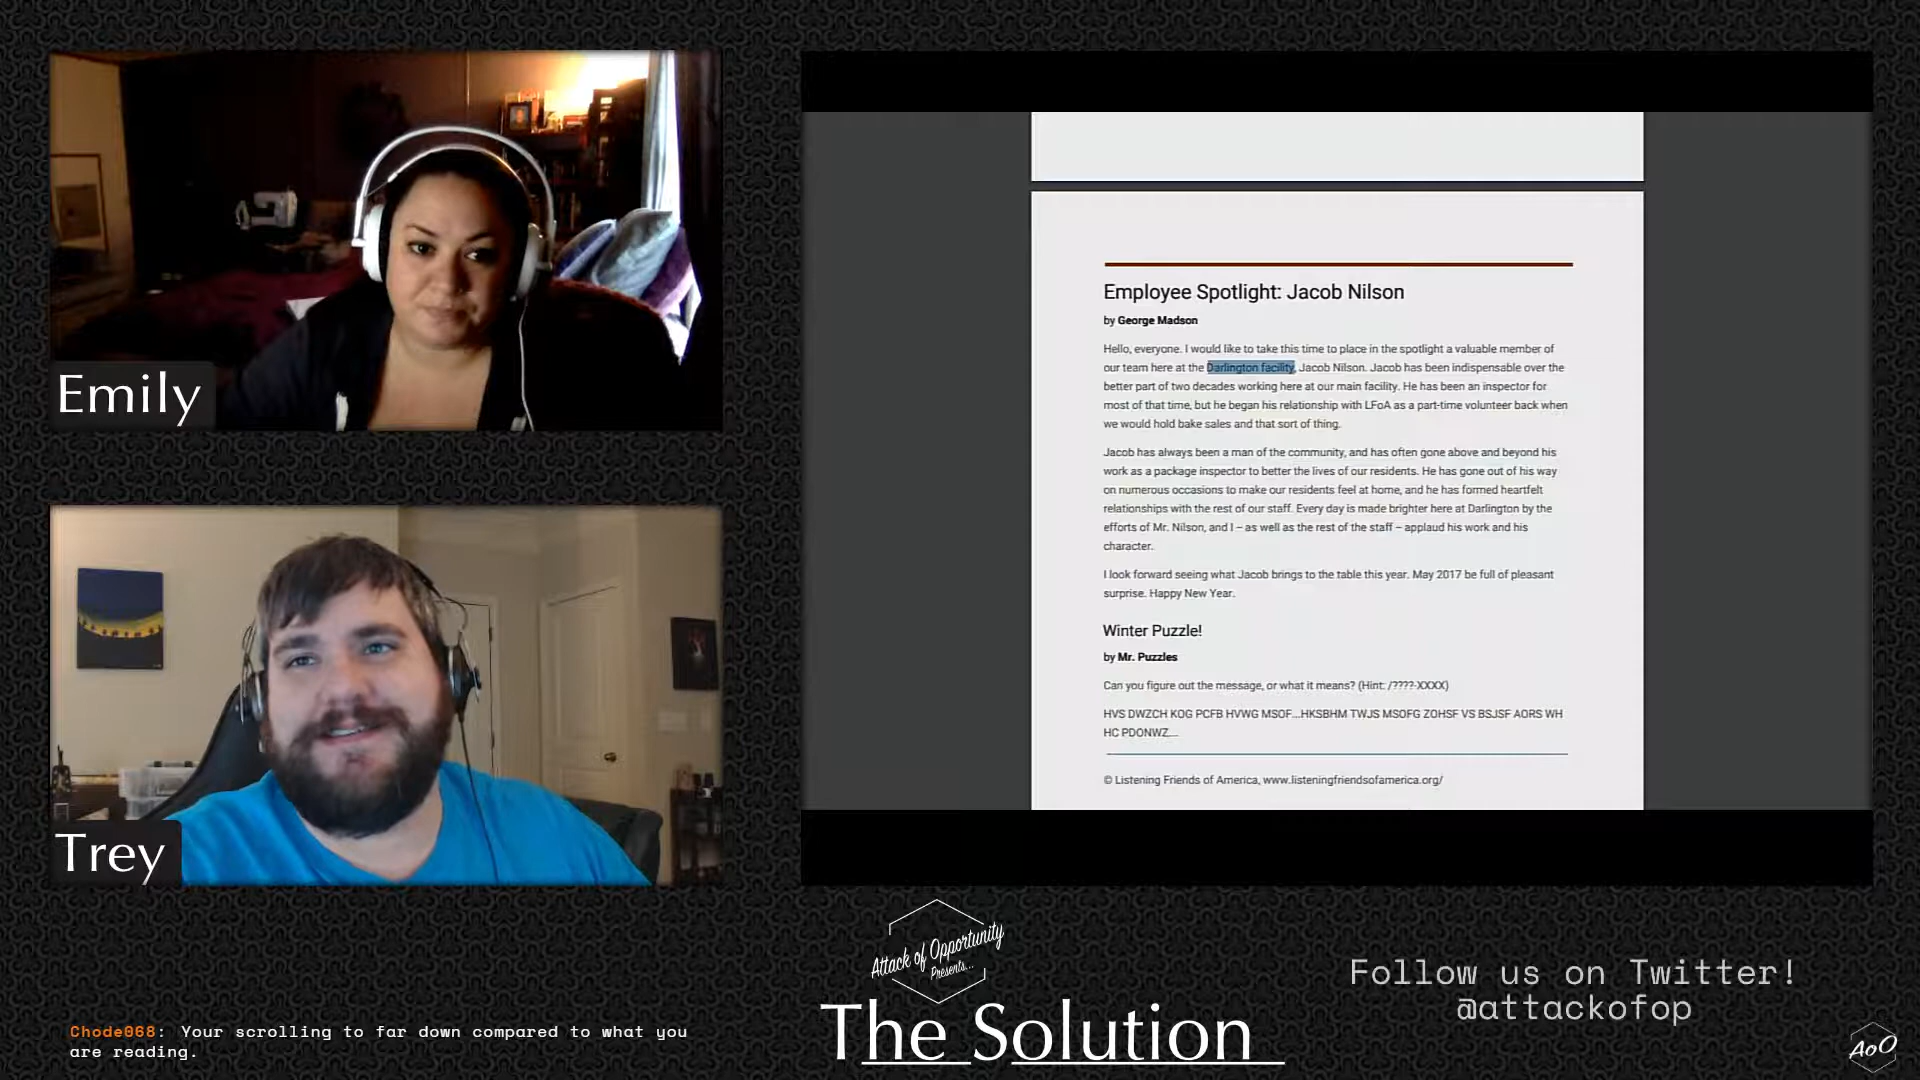 Emily
Trey
Employee Spotlight: Jacob Nilson
by George Madson
Hello, everyone. I would like to take this time to place in the spotlight a valuable member of
our team here at the Darlington facility, Jacob Nilson. Jacob has been indispensable over the
better part of two decades working here at our main facility. He has been an inspector for
most of that time, but he began his relationship with LFoA as a part-time volunteer back when
we would hold bake sales and that sort of thing.
Jacob has always been a man of the community, and has often gone above and beyond his
work as a package inspector to better the lives of our residents. He has gone out of his way
on numerous occasions to make our residents feel at home, and he has formed heartfelt
relationships with the rest of our staff. Every day is made brighter here at Darlington by the
efforts of Mr. Nilson, and I – as well as the rest of the staff – applaud his work and his
character.
I look forward seeing what Jacob brings to the table this year. May 2017 be full of pleasant
surprise. Happy New Year.
Winter Puzzle!
by Mr. Puzzles
Can you figure out the message, or what it means? (Hint: /????-XXXX)
HVS DWZCH KOG PCFB HVWG MSOF...HKSBHM TWJS MSOFG ZOHSF VS BSJSF AORS WH
HC PDONWZ...
© Listening Friends of America, www.listeningfriendsofamerica.org/
Attack of Opportunity
Presents...
The Solution
Follow us on Twitter!
@attackofop
Chode068: Your scrolling to far down compared to what you
are reading.
AoO